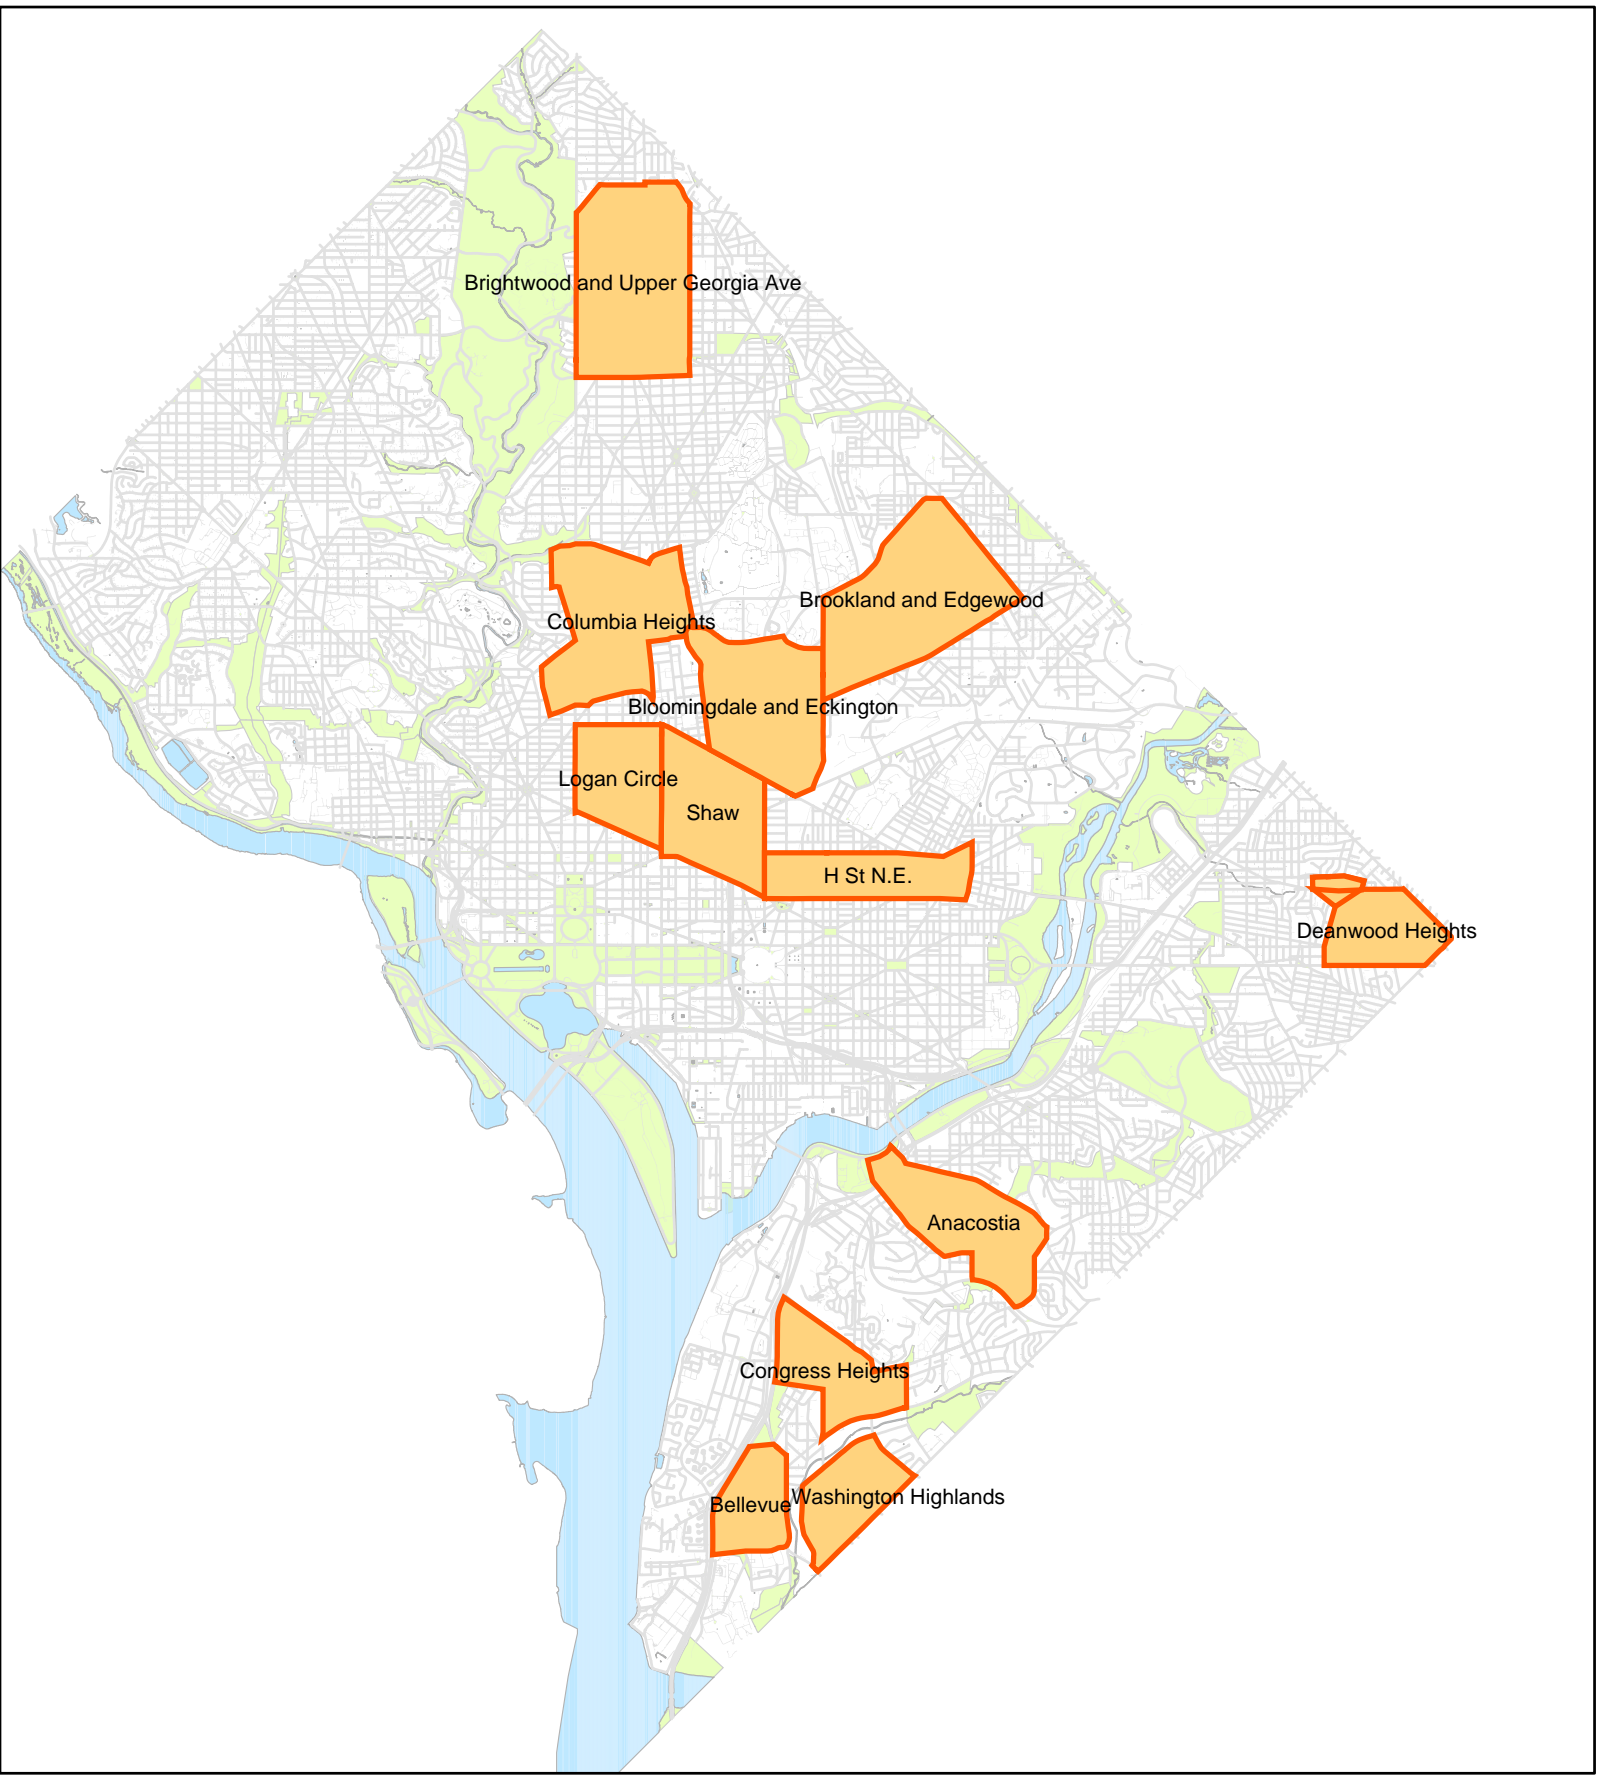 Brightwood and Upper Georgia Ave
Brookland and Edgewood
Columbia Heights
Bloomingdale and Eckington
Logan Circle
Shaw
H St N.E.
Deanwood Heights
Anacostia
Congress Heights
Washington Highlands
Bellevue